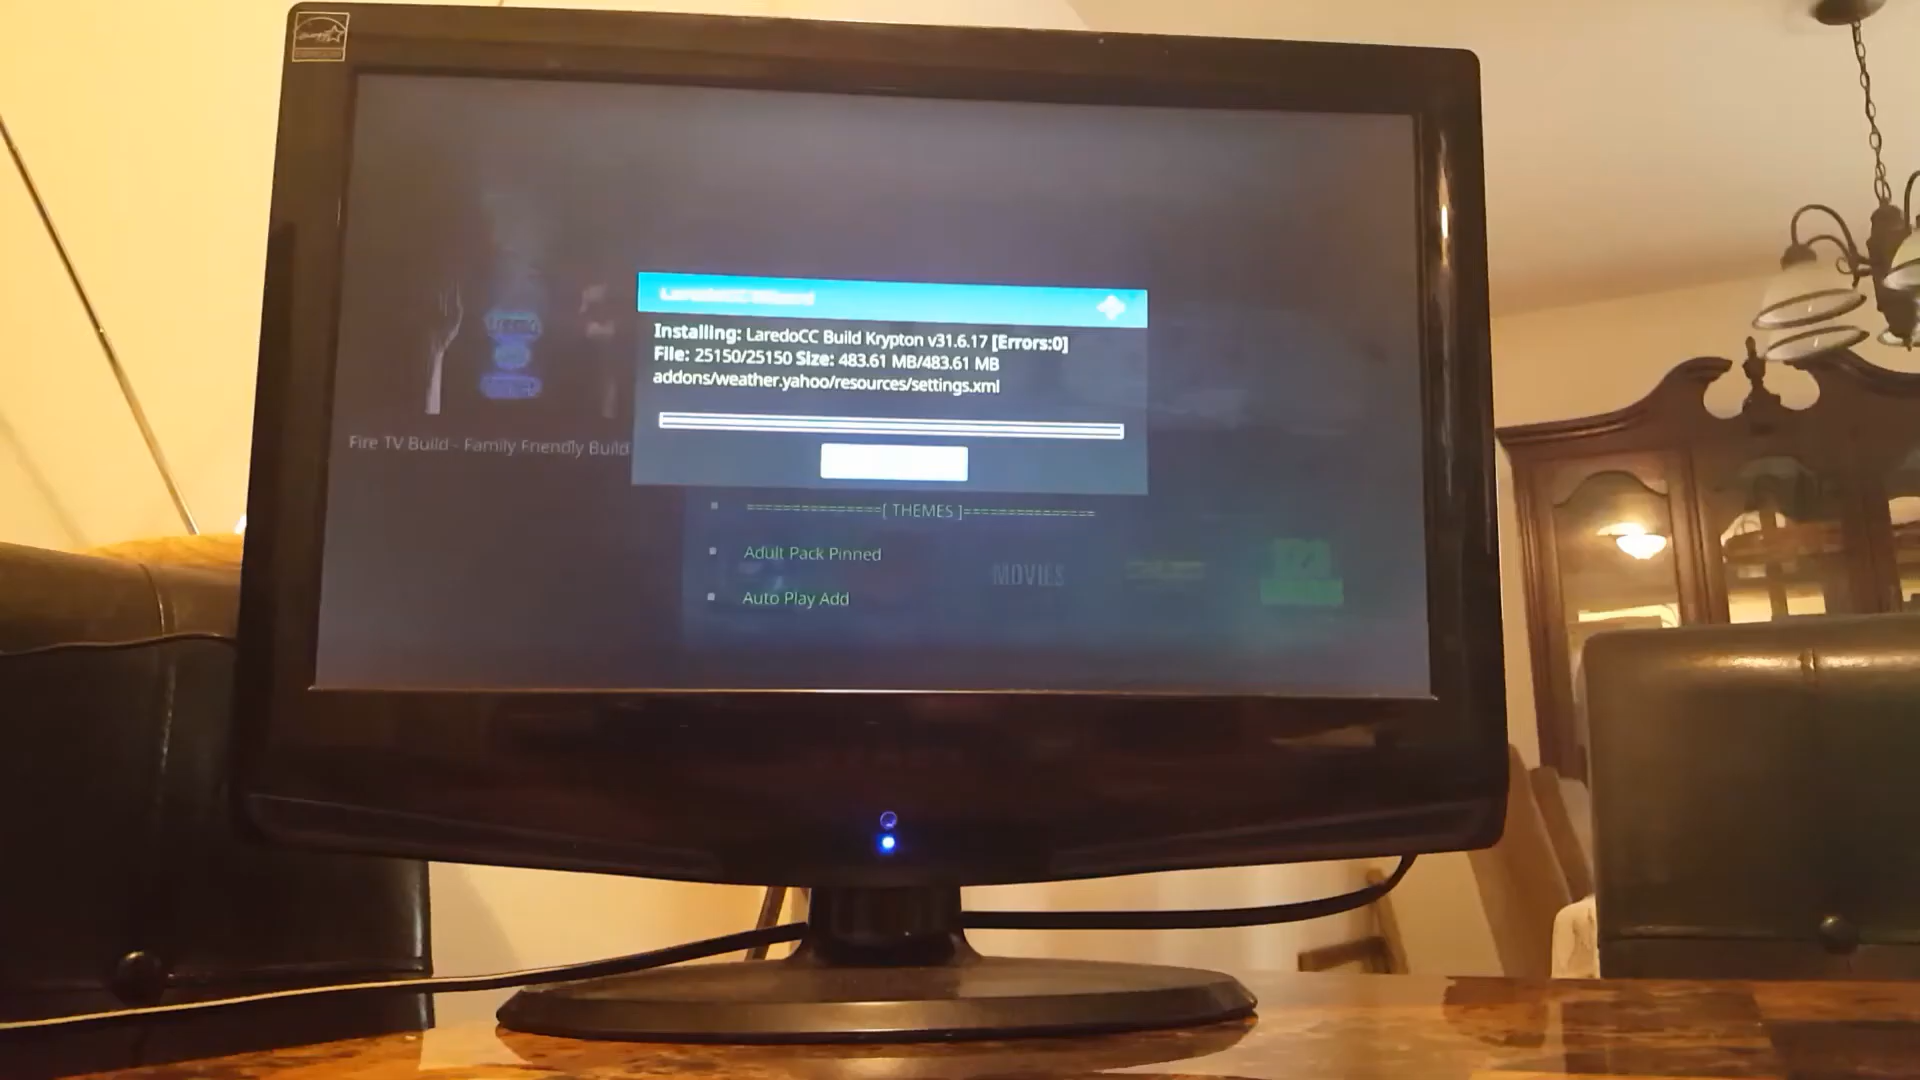 LaredoCC Wizard
Installing: LaredoCC Build Krypton v31.6.17 [Errors:0]
File: 25150/25150 Size: 483.61 MB/483.61 MB
addons/weather.yahoo/resources/settings.xml
Fire TV Build - Family Friendly Build
===============[ THEMES ]===============
Adult Pack Pinned
MOVIES
Auto Play Add